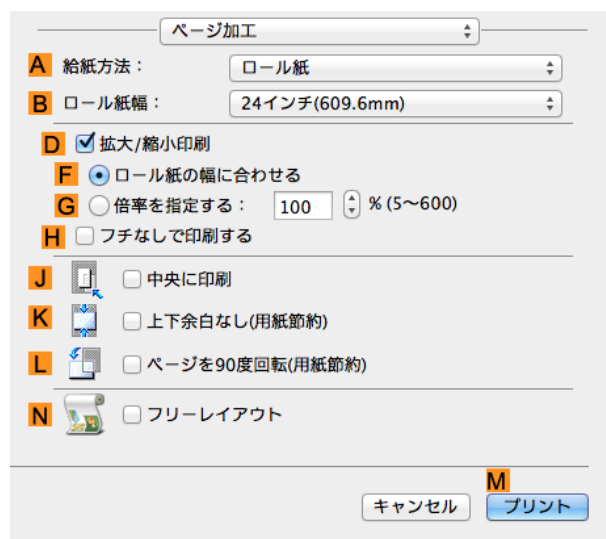 ページ加工
A 給紙方法： ロール紙
B ロール紙幅： 24インチ(609.6mm)
D 拡大/縮小印刷
F ロール紙の幅に合わせる
G 倍率を指定する： 100 % (5～600)
H フチなしで印刷する
J 中央に印刷
K 上下余白なし(用紙節約)
L ページを90度回転(用紙節約)
N フリーレイアウト
M
キャンセル プリント